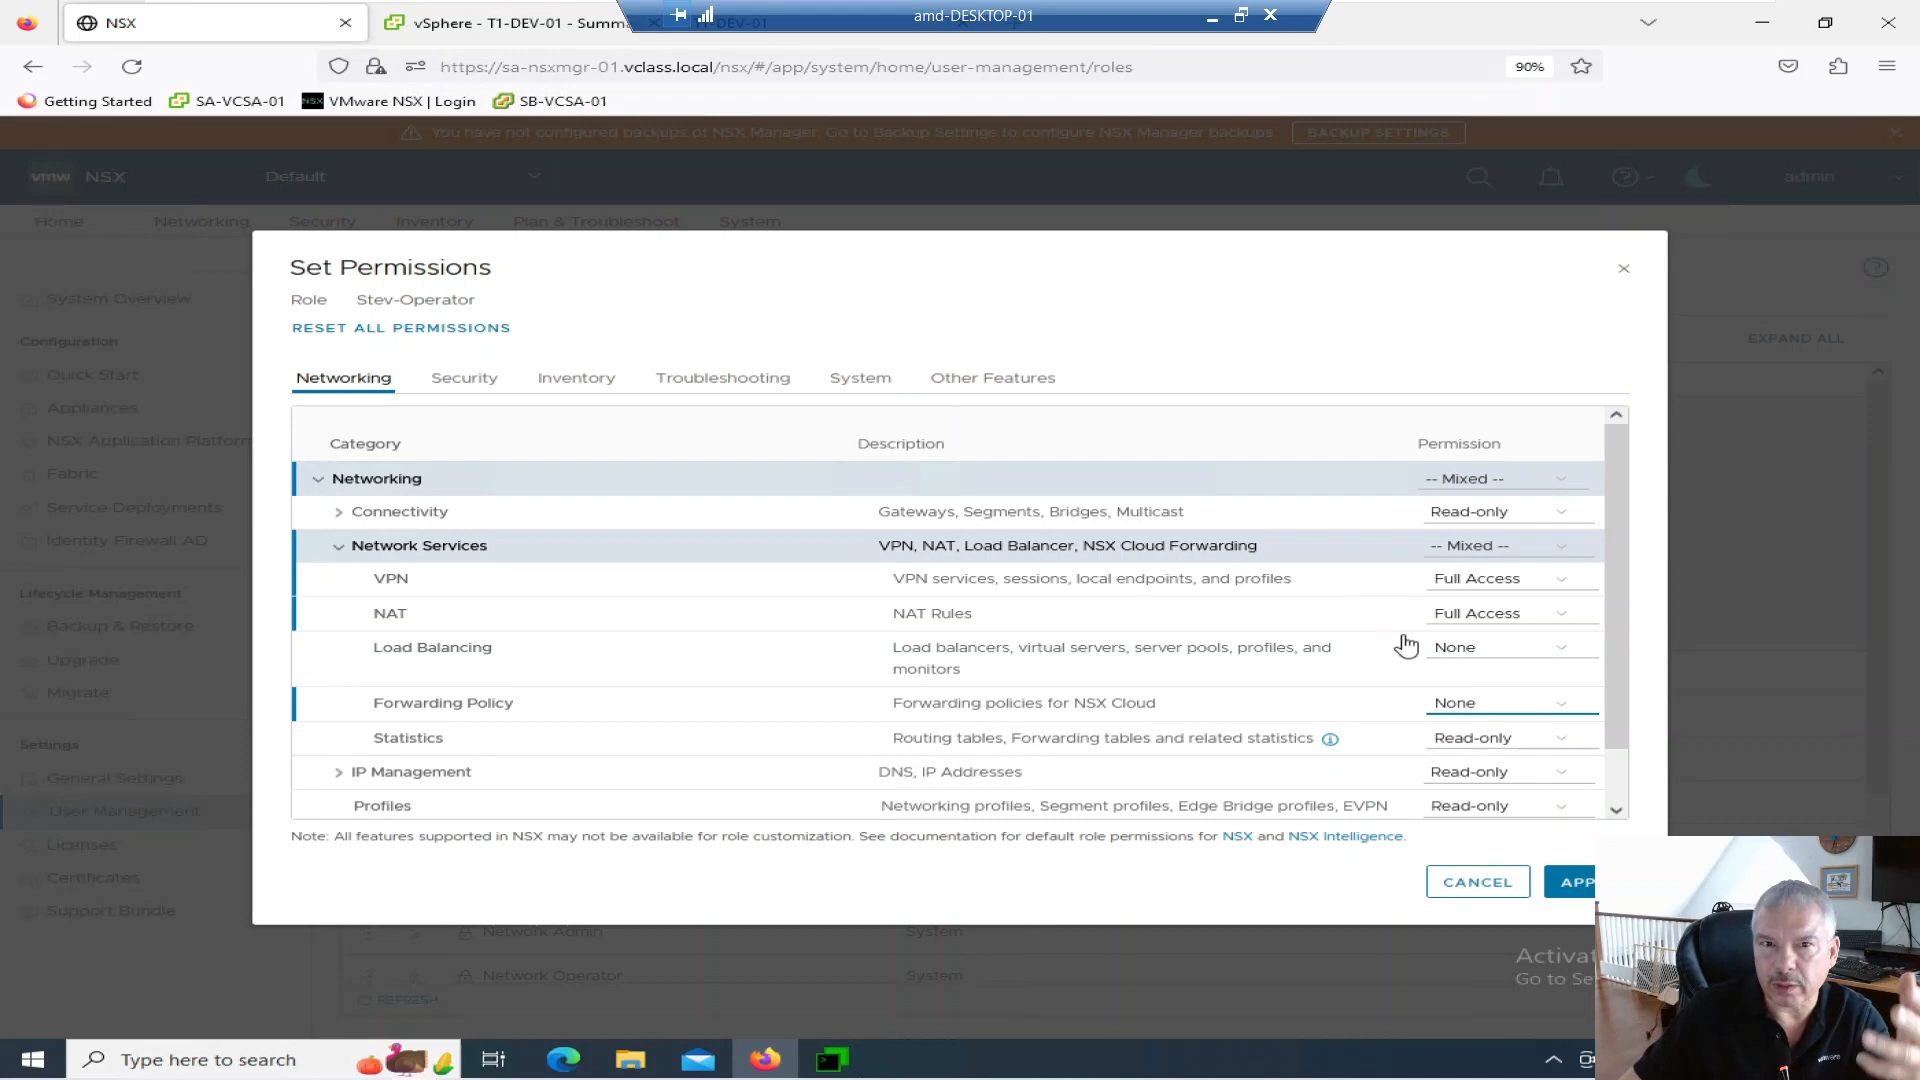 amd-DESKTOP-01
NSX
vSphere - T1-DEV-01 - Summa
T1-DEV-01
https://sa-nsxmgr-01.vclass.local/nsx/#/app/system/home/user-management/roles
90%
Getting Started
SA-VCSA-01
NSX
VMware NSX | Login
SB-VCSA-01
You have not configured backups of NSX Manager. Go to Backup Settings to configure NSX Manager backups.
BACKUP SETTINGS
vmw NSX
Default
admin
Home
Networking
Security
Inventory
Plan & Troubleshoot
System
System Overview
Configuration
Quick Start
Appliances
NSX Application Platform
Fabric
Service Deployments
Identity Firewall AD
Lifecycle Management
Backup & Restore
Upgrade
Migrate
Settings
General Settings
User Management
Licenses
Certificates
Support Bundle
EXPAND ALL
Set Permissions
Role Stev-Operator
RESET ALL PERMISSIONS
Networking Security Inventory Troubleshooting System Other Features
Category Description Permission
Networking -- Mixed --
Connectivity Gateways, Segments, Bridges, Multicast Read-only
Network Services VPN, NAT, Load Balancer, NSX Cloud Forwarding -- Mixed --
VPN VPN services, sessions, local endpoints, and profiles Full Access
NAT NAT Rules Full Access
Load Balancing Load balancers, virtual servers, server pools, profiles, and None
monitors
Forwarding Policy Forwarding policies for NSX Cloud None
Statistics Routing tables, Forwarding tables and related statistics Read-only
IP Management DNS, IP Addresses Read-only
Profiles Networking profiles, Segment profiles, Edge Bridge profiles, EVPN Read-only
Note: All features supported in NSX may not be available for role customization. See documentation for default role permissions for NSX and NSX Intelligence.
CANCEL
APP
Network Admin System
Network Operator System
REFRESH
Activat
Go to Se
Type here to search